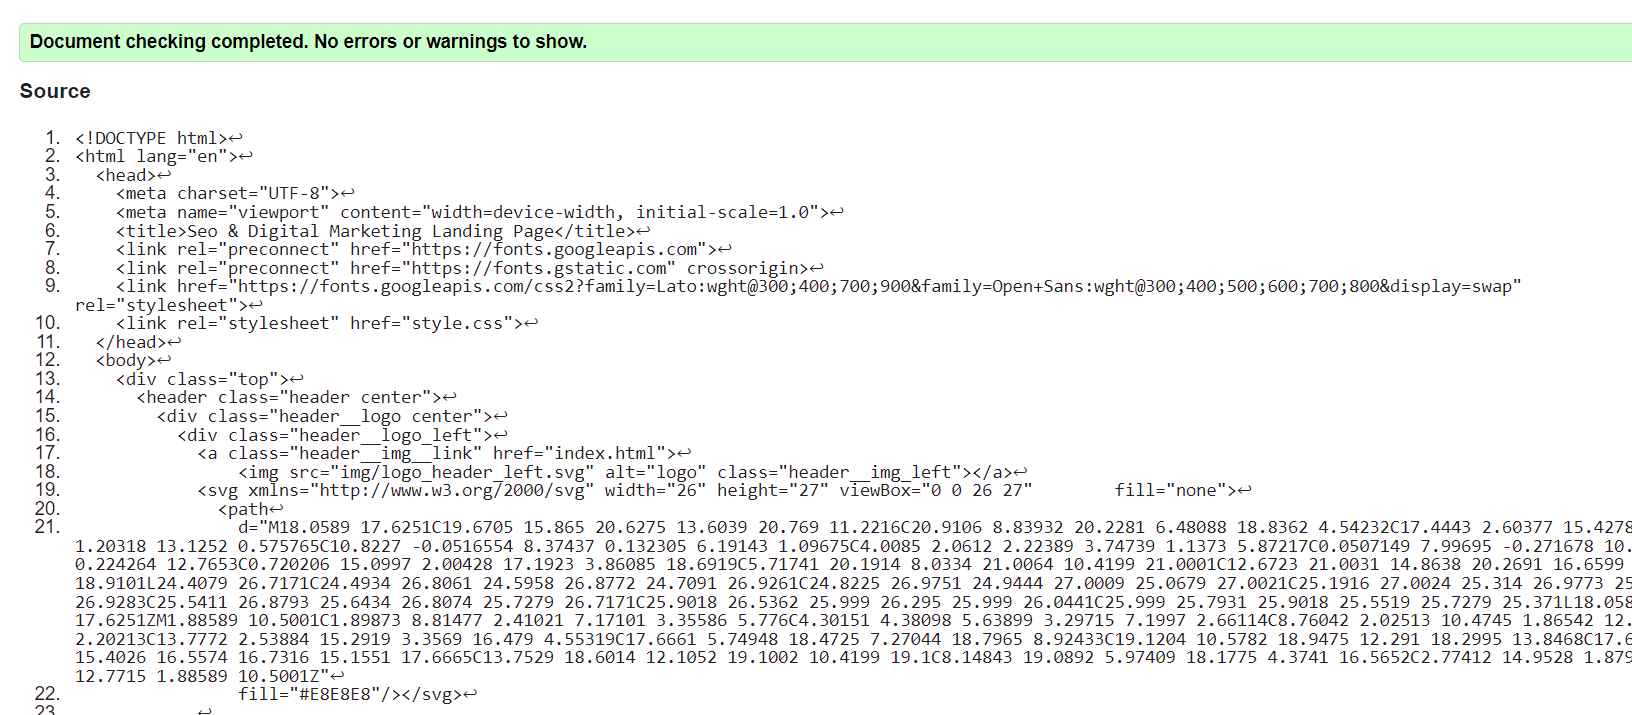 Document checking completed. No errors or warnings to show.
Source
1. <!DOCTYPE html>↩
2. <html lang="en">↩
3. <head>↩
4. <meta charset="UTF-8">↩
5. <meta name="viewport" content="width=device-width, initial-scale=1.0">↩
6. <title>Seo & Digital Marketing Landing Page</title>↩
7. <link rel="preconnect" href="https://fonts.googleapis.com">↩
8. <link rel="preconnect" href="https://fonts.gstatic.com" crossorigin>↩
9. <link href="https://fonts.googleapis.com/css2?family=Lato:wght@300;400;700;900&family=Open+Sans:wght@300;400;500;600;700;800&display=swap"
rel="stylesheet">↩
10. <link rel="stylesheet" href="style.css">↩
11. </head>↩
12. <body>↩
13. <div class="top">↩
14. <header class="header center">↩
15. <div class="header__logo center">↩
16. <div class="header__logo_left">↩
17. <a class="header__img__link" href="index.html">↩
18. <img src="img/logo_header_left.svg" alt="logo" class="header__img_left"></a>↩
19. <svg xmlns="http://www.w3.org/2000/svg" width="26" height="27" viewBox="0 0 26 27" fill="none">↩
20. <path↩
21. d="M18.0589 17.6251C19.6705 15.865 20.6275 13.6039 20.769 11.2216C20.9106 8.83932 20.2281 6.48088 18.8362 4.54232C17.4443 2.60377 15.4278
1.20318 13.1252 0.575765C10.8227 -0.0516554 8.37437 0.132305 6.19143 1.09675C4.0085 2.0612 2.22389 3.74739 1.1373 5.87217C0.0507149 7.99695 -0.271678 10.
0.224264 12.7653C0.720206 15.0997 2.00428 17.1923 3.86085 18.6919C5.71741 20.1914 8.0334 21.0064 10.4199 21.0001C12.6723 21.0031 14.8638 20.2691 16.6599
18.9101L24.4079 26.7171C24.4934 26.8061 24.5958 26.8772 24.7091 26.9261C24.8225 26.9751 24.9444 27.0009 25.0679 27.0021C25.1916 27.0024 25.314 26.9773 25
26.9283C25.5411 26.8793 25.6434 26.8074 25.7279 26.7171C25.9018 26.5362 25.999 26.295 25.999 26.0441C25.999 25.7931 25.9018 25.5519 25.7279 25.371L18.058
17.6251ZM1.88589 10.5001C1.89873 8.81477 2.41021 7.17101 3.35586 5.776C4.30151 4.38098 5.63899 3.29715 7.1997 2.66114C8.76042 2.02513 10.4745 1.86542 12.
2.20213C13.7772 2.53884 15.2919 3.3569 16.479 4.55319C17.6661 5.74948 18.4725 7.27044 18.7965 8.92433C19.1204 10.5782 18.9475 12.291 18.2995 13.8468C17.6
15.4026 16.5574 16.7316 15.1551 17.6665C13.7529 18.6014 12.1052 19.1002 10.4199 19.1C8.14843 19.0892 5.97409 18.1775 4.3741 16.5652C2.77412 14.9528 1.879
12.7715 1.88589 10.5001Z"↩
22. fill="#E8E8E8"/></svg>↩
23. ↩